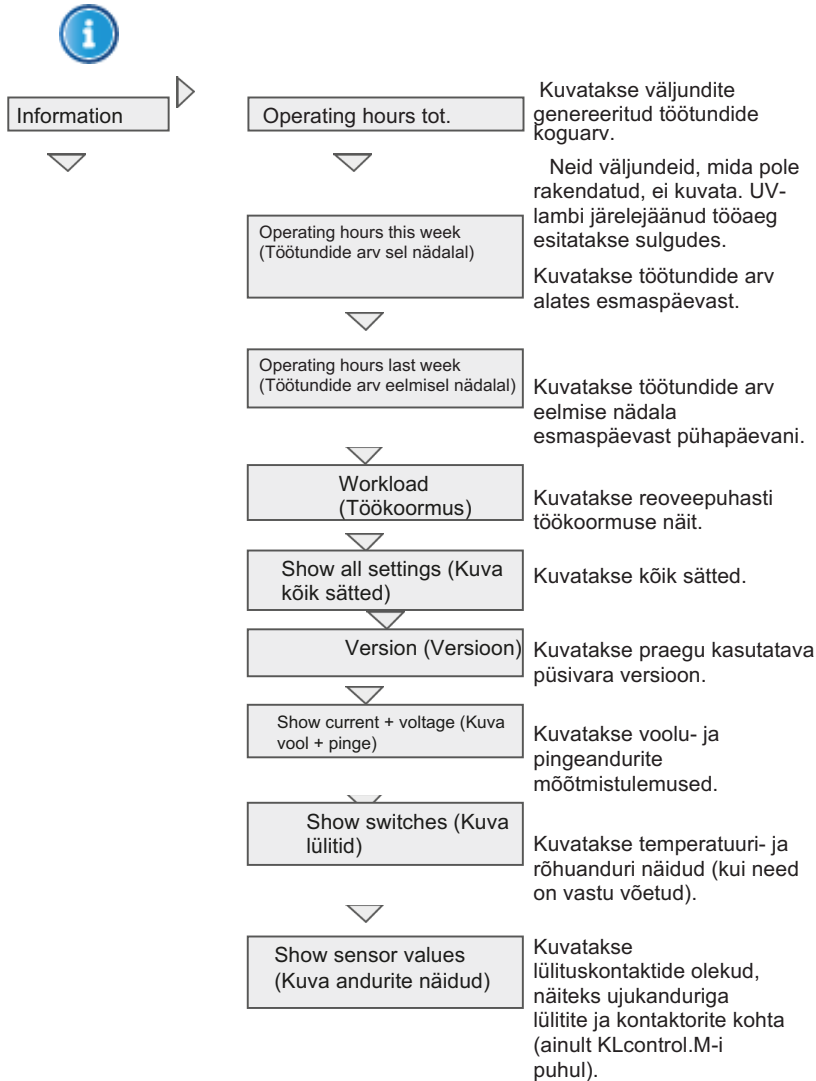 Information
Operating hours tot.
Kuvatakse väljundite
genereeritud töötundide
koguarv.
Neid väljundeid, mida pole
rakendatud, ei kuvata. UV-
lambi järelejäänud tööaeg
esitatakse sulgudes.
Operating hours this week
(Töötundide arv sel nädalal)
Kuvatakse töötundide arv
alates esmaspäevast.
Operating hours last week
(Töötundide arv eelmisel nädalal)
Kuvatakse töötundide arv
eelmise nädala
esmaspäevast pühapäevani.
Workload
(Töökoormus)
Kuvatakse reoveepuhasti
töökoormuse näit.
Show all settings (Kuva
kõik sätted)
Kuvatakse kõik sätted.
Version (Versioon)
Kuvatakse praegu kasutatava
püsivara versioon.
Show current + voltage (Kuva
vool + pinge)
Kuvatakse voolu- ja
pingeandurite
mõõtmistulemused.
Show switches (Kuva
lülitid)
Kuvatakse temperatuuri- ja
rõhuanduri näidud (kui need
on vastu võetud).
Show sensor values
(Kuva andurite näidud)
Kuvatakse
lülituskontaktide olekud,
näiteks ujukanduriga
lülitite ja kontaktorite kohta
(ainult KLcontrol.M-i
puhul).